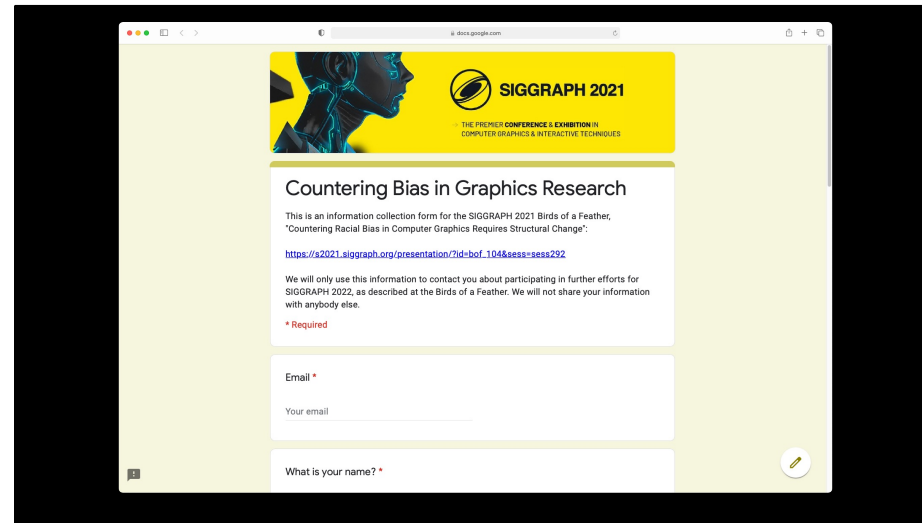 docs.google.com
SIGGRAPH 2021
THE PREMIER CONFERENCE & EXHIBITION IN
COMPUTER GRAPHICS & INTERACTIVE TECHNIQUES
Countering Bias in Graphics Research
This is an information collection form for the SIGGRAPH 2021 Birds of a Feather,
"Countering Racial Bias in Computer Graphics Requires Structural Change":
https://s2021.siggraph.org/presentation/?id=bof_104&sess=sess292
We will only use this information to contact you about participating in further efforts for
SIGGRAPH 2022, as described at the Birds of a Feather. We will not share your information
with anybody else.
* Required
Email *
Your email
What is your name? *